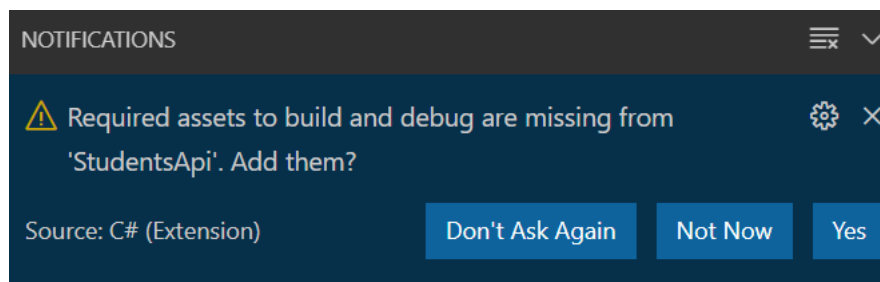 NOTIFICATIONS
Required assets to build and debug are missing from
'StudentsApi'. Add them?
Source: C# (Extension) Don't Ask Again Not Now Yes